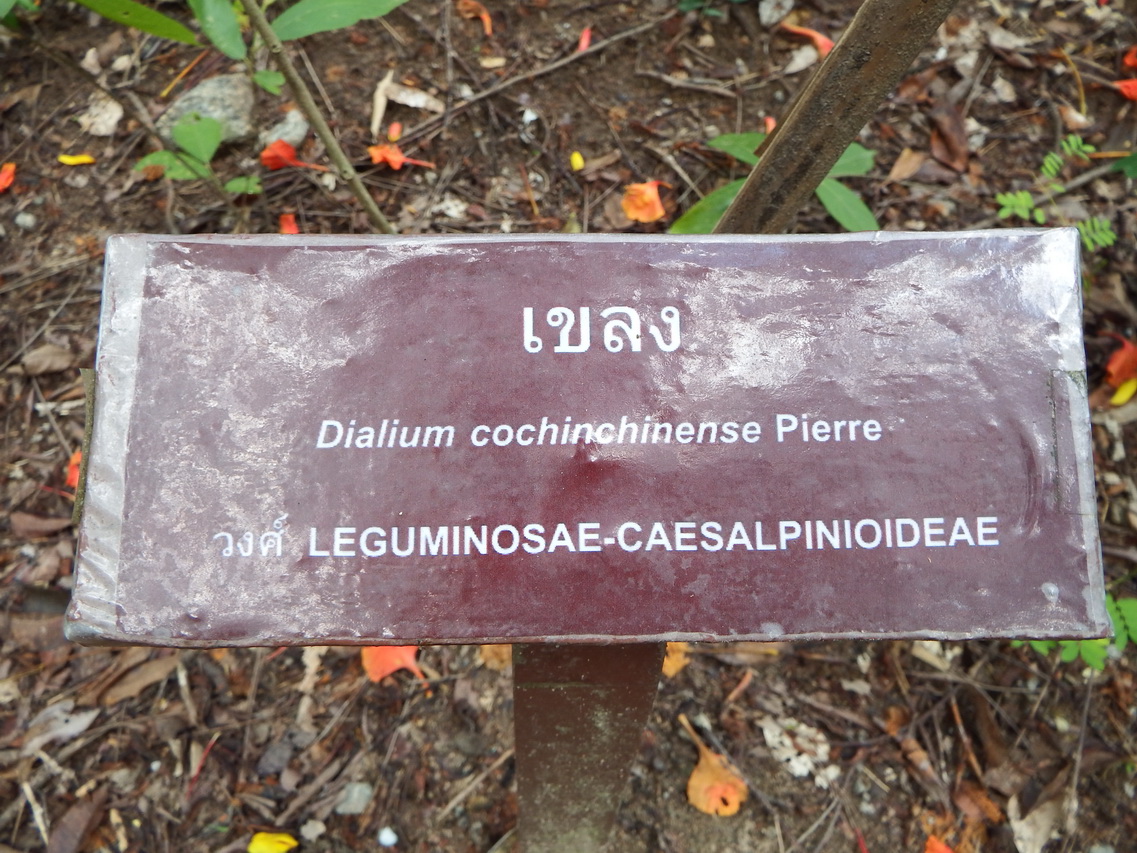 เขลง
Dialium cochinchinense Pierre
วงศ์ LEGUMINOSAE-CAESALPINIOIDEAE